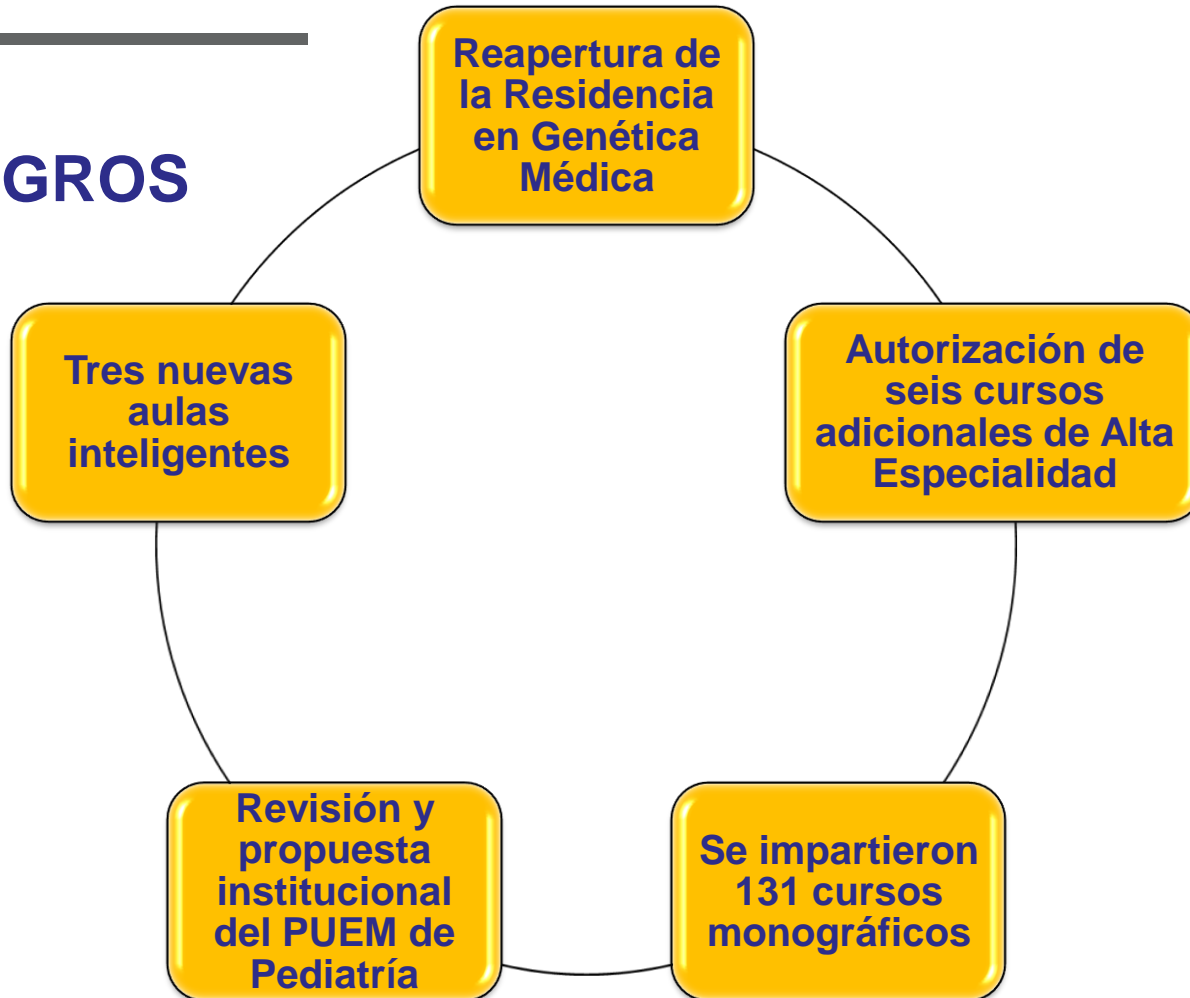 GROS
Reapertura de
la Residencia
en Genética
Médica
Autorización de
seis cursos
adicionales de Alta
Especialidad
Se impartieron
131 cursos
monográficos
Revisión y
propuesta
institucional
del PUEM de
Pediatría
Tres nuevas
aulas
inteligentes